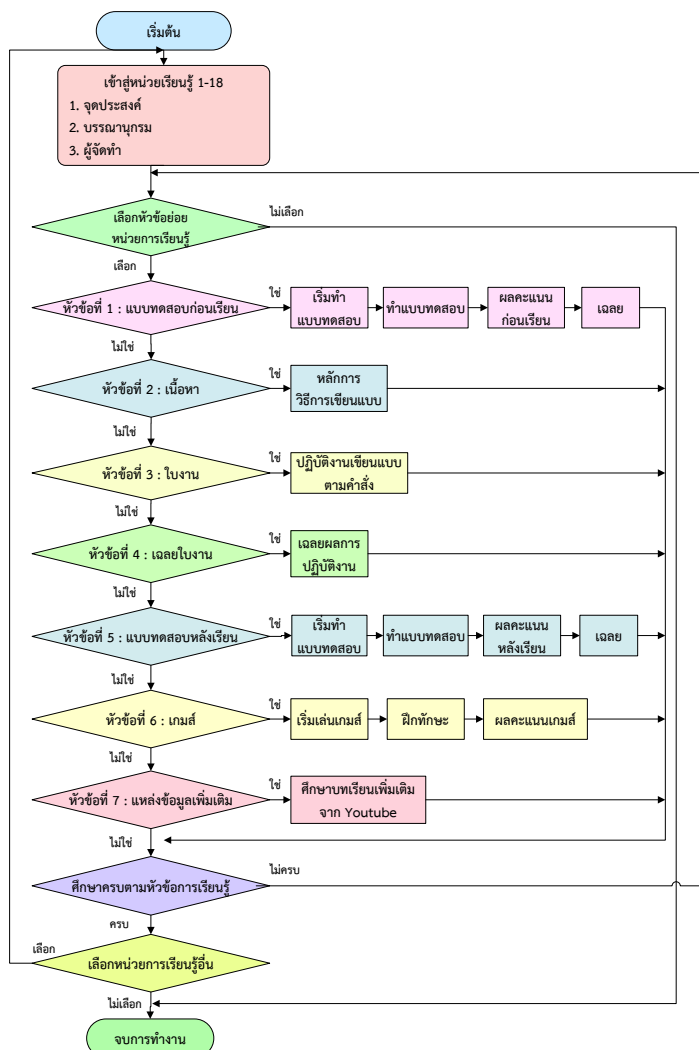 เริ่มต้น
เข้าสู่หน่วยเรียนรู้ 1-18
1. จุดประสงค์
2. บรรณานุกรม
3. ผู้จัดทำ
ไม่เลือก
เลือกหัวข้อย่อย
หน่วยการเรียนรู้
เลือก
ใช่
หัวข้อที่ 1 : แบบทดสอบก่อนเรียน
เริ่มทำ
แบบทดสอบ
ทำแบบทดสอบ
ผลคะแนน
ก่อนเรียน
เฉลย
ไม่ใช่
ใช่
หัวข้อที่ 2 : เนื้อหา
หลักการ
วิธีการเขียนแบบ
ไม่ใช่
ใช่
หัวข้อที่ 3 : ใบงาน
ปฏิบัติงานเขียนแบบ
ตามคำสั่ง
ไม่ใช่
ใช่
หัวข้อที่ 4 : เฉลยใบงาน
เฉลยผลการ
ปฏิบัติงาน
ไม่ใช่
ใช่
หัวข้อที่ 5 : แบบทดสอบหลังเรียน
เริ่มทำ
แบบทดสอบ
ทำแบบทดสอบ
ผลคะแนน
หลังเรียน
เฉลย
ไม่ใช่
ใช่
หัวข้อที่ 6 : เกมส์
เริ่มเล่นเกมส์
ฝึกทักษะ
ผลคะแนนเกมส์
ไม่ใช่
ใช่
หัวข้อที่ 7 : แหล่งข้อมูลเพิ่มเติม
ศึกษาบทเรียนเพิ่มเติม
จาก Youtube
ไม่ใช่
ไม่ครบ
ศึกษาครบตามหัวข้อการเรียนรู้
ครบ
เลือก
เลือกหน่วยการเรียนรู้อื่น
ไม่เลือก
จบการทำงาน